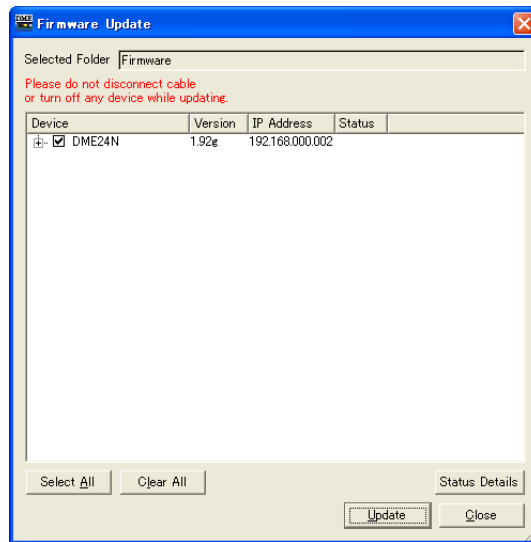 Firmware Update
Selected Folder Firmware
Please do not disconnect cable
or turn off any device while updating.
Device Version IP Address Status
DME24N 1.92g 192.168.000.002
Select All Clear All Status Details
Update Close